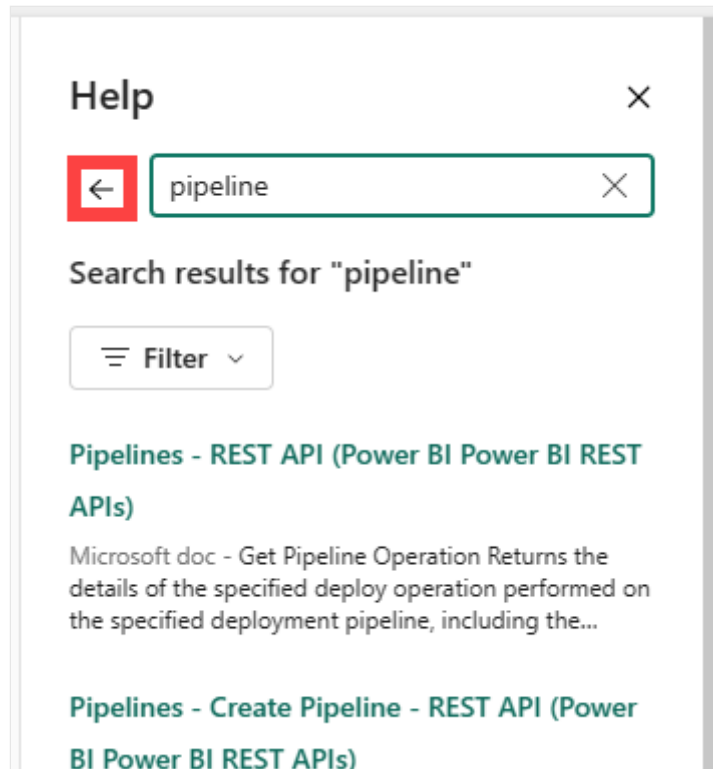 Help
pipeline
Search results for "pipeline"
Filter
Pipelines - REST API (Power BI Power BI REST
APIs)
Microsoft doc - Get Pipeline Operation Returns the
details of the specified deploy operation performed on
the specified deployment pipeline, including the...
Pipelines - Create Pipeline - REST API (Power
BI Power BI REST APIs)